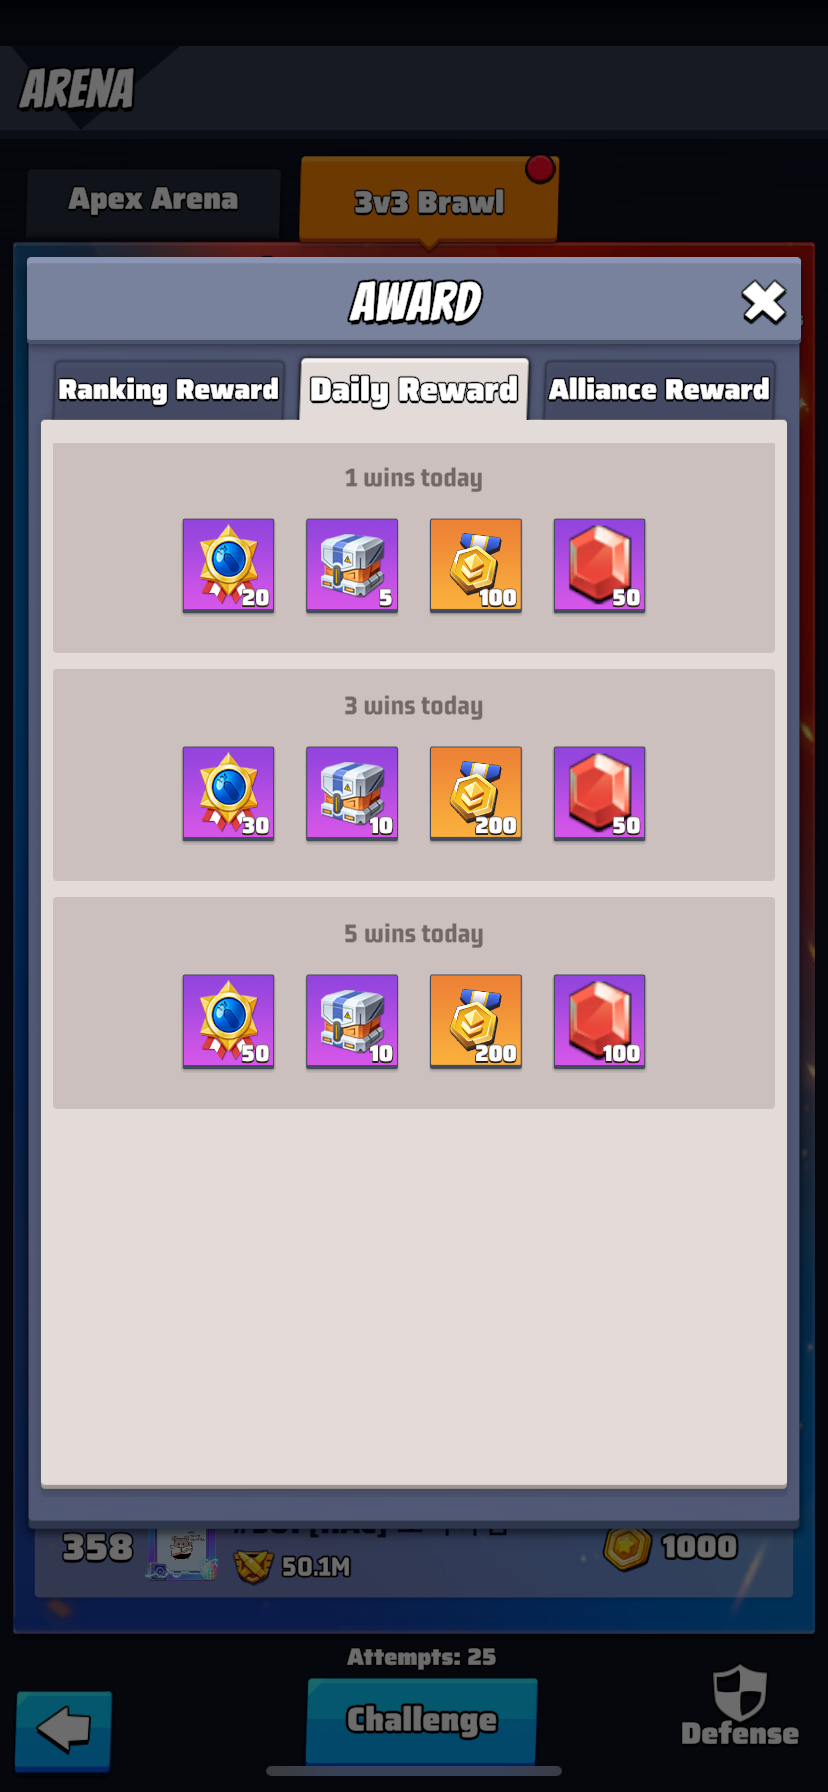 ARENA
Apex Arena
3v3 Brawl
AWARD
Ranking Reward
Daily Reward
Alliance Reward
1 wins today
20
5
100
50
3 wins today
30
10
200
50
5 wins today
50
10
200
100
358
50.1M
1000
Attempts: 25
Challenge
Defense